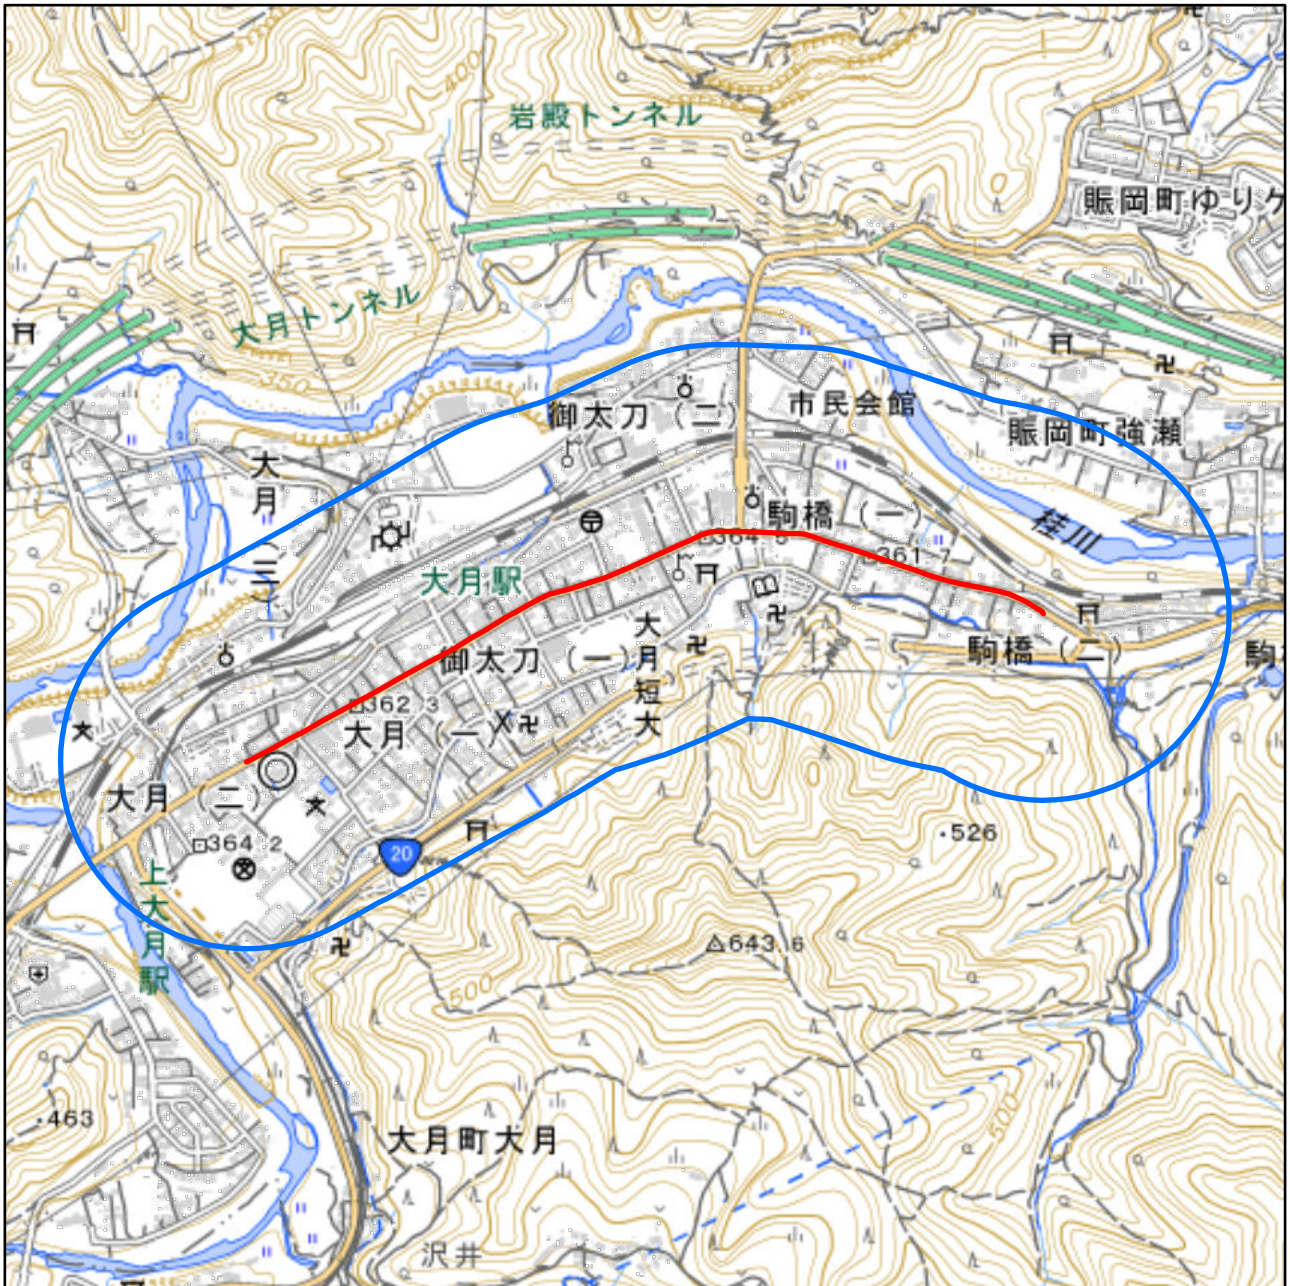 400
岩殿トンネル
賑岡町ゆりケ
大月トンネル
350
御太刀(二)
市民会館
賑岡町強瀬
大月(三)
駒橋(一)
桂川
364.5
361.7
大月駅
御太刀(一)
大月短大
駒橋(二)
駒
362.3
大月(一)
大月(二)
364.2
20
526
上大月駅
643.6
500
463
500
大月町大月
沢井